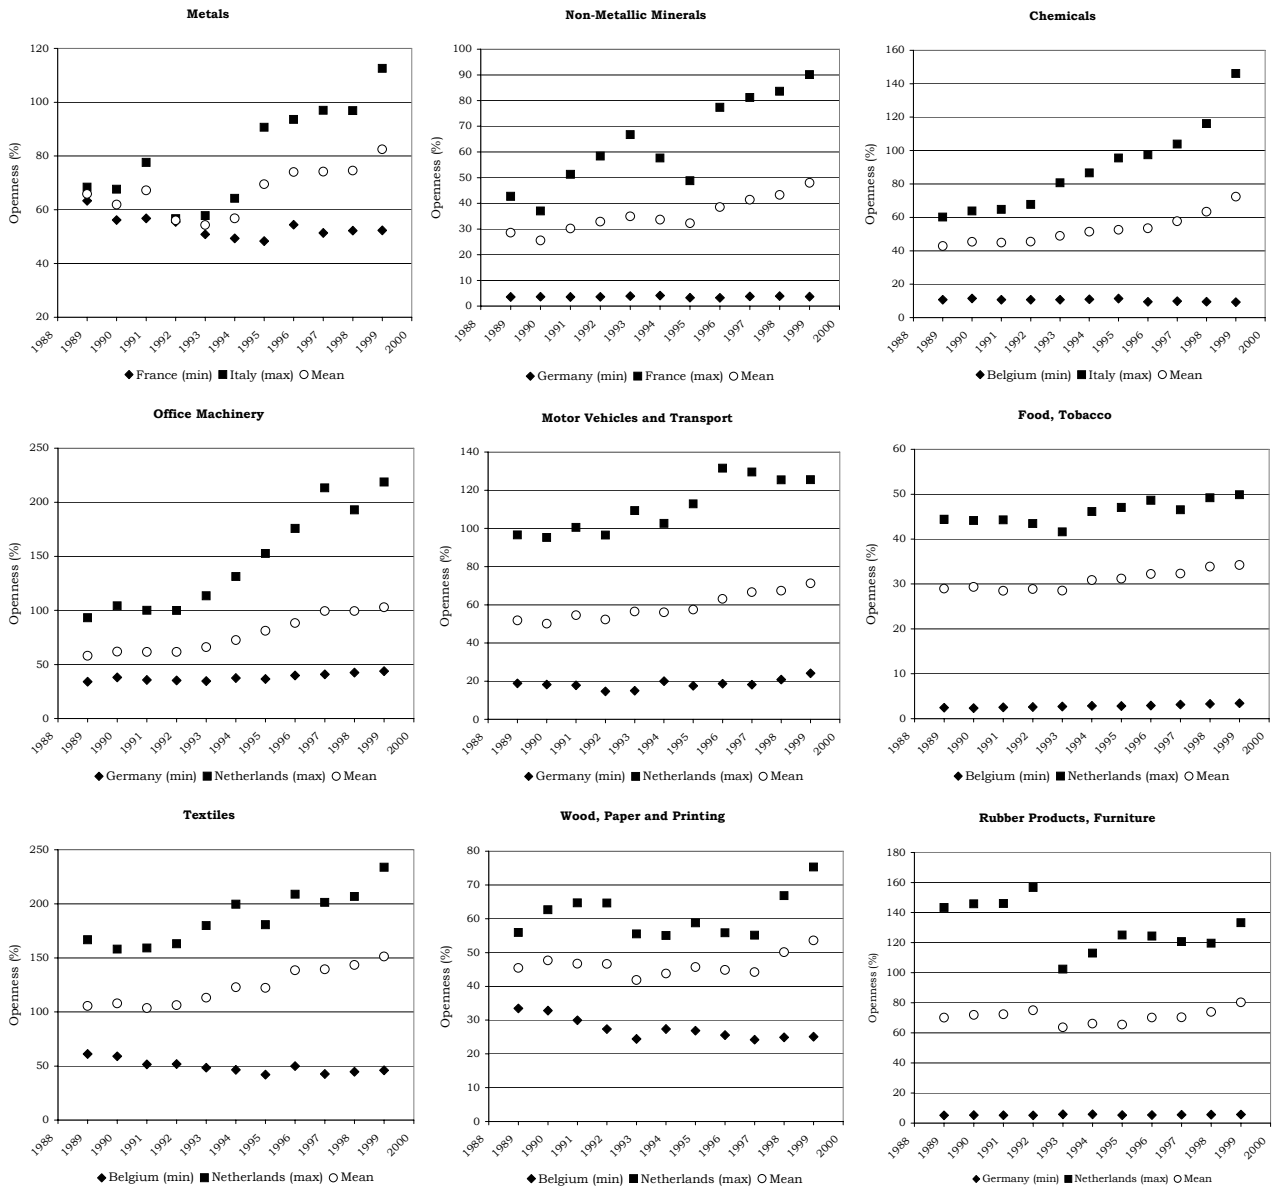 Metals
Openness (%)
120
100
80
60
40
20
1988 1989 1990 1991 1992 1993 1994 1995 1996 1997 1998 1999 2000
France (min) Italy (max) Mean
Non-Metallic Minerals
Openness (%)
100
90
80
70
60
50
40
30
20
10
0
1988 1989 1990 1991 1992 1993 1994 1995 1996 1997 1998 1999 2000
Germany (min) France (max) Mean
Chemicals
Openness (%)
160
140
120
100
80
60
40
20
0
1988 1989 1990 1991 1992 1993 1994 1995 1996 1997 1998 1999 2000
Belgium (min) Italy (max) Mean
Office Machinery
Openness (%)
250
200
150
100
50
0
1988 1989 1990 1991 1992 1993 1994 1995 1996 1997 1998 1999 2000
Germany (min) Netherlands (max) Mean
Motor Vehicles and Transport
Openness (%)
140
120
100
80
60
40
20
0
1988 1989 1990 1991 1992 1993 1994 1995 1996 1997 1998 1999 2000
Germany (min) Netherlands (max) Mean
Food, Tobacco
Openness (%)
60
50
40
30
20
10
0
1988 1989 1990 1991 1992 1993 1994 1995 1996 1997 1998 1999 2000
Belgium (min) Netherlands (max) Mean
Textiles
Openness (%)
250
200
150
100
50
0
1988 1989 1990 1991 1992 1993 1994 1995 1996 1997 1998 1999 2000
Belgium (min) Netherlands (max) Mean
Wood, Paper and Printing
Openness (%)
80
70
60
50
40
30
20
10
0
1988 1989 1990 1991 1992 1993 1994 1995 1996 1997 1998 1999 2000
Belgium (min) Netherlands (max) Mean
Rubber Products, Furniture
Openness (%)
180
160
140
120
100
80
60
40
20
0
1988 1989 1990 1991 1992 1993 1994 1995 1996 1997 1998 1999 2000
Germany (min) Netherlands (max) Mean